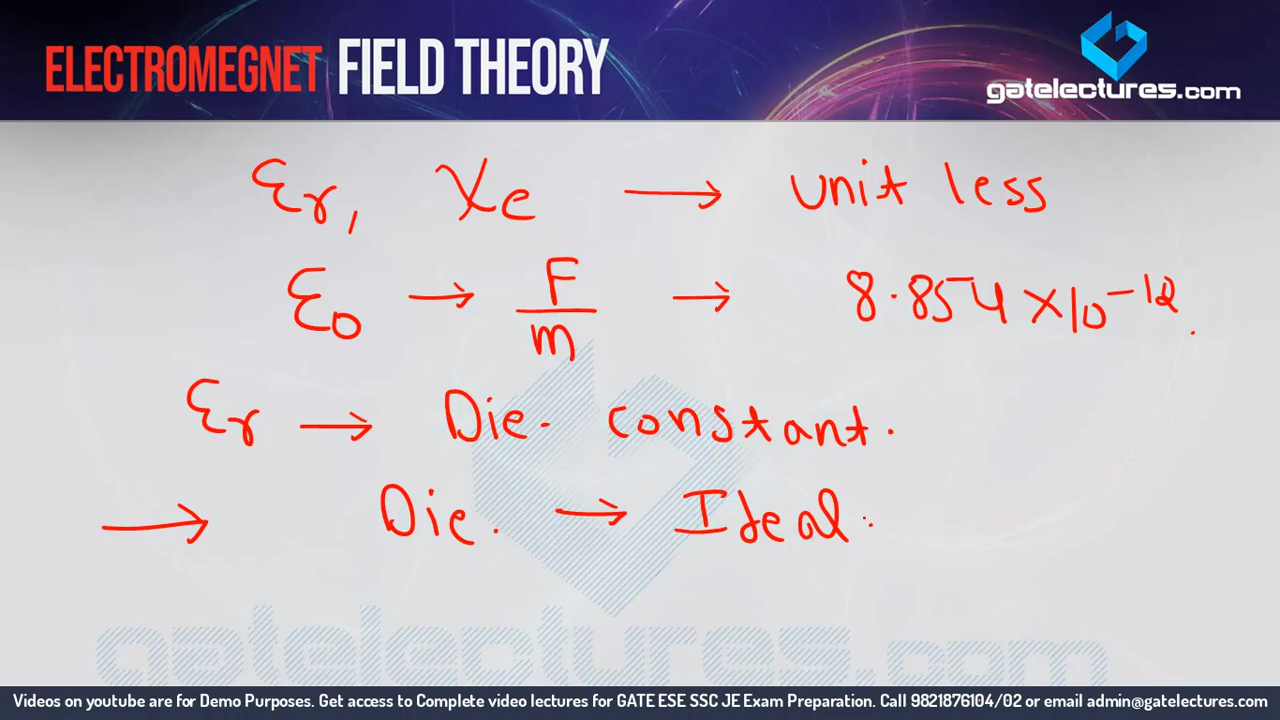 ELECTROMEGNET FIELD THEORY
gatelectures.com
εr, χe → unit less
ε0 → F/m → 8.854 × 10^-12.
εr → Die. constant.
→ Die. → Ideal.
gatelectures.com
Videos on youtube are for Demo Purposes. Get access to Complete video lectures for GATE ESE SSC JE Exam Preparation. Call 9821876104/02 or email admin@gatelectures.com